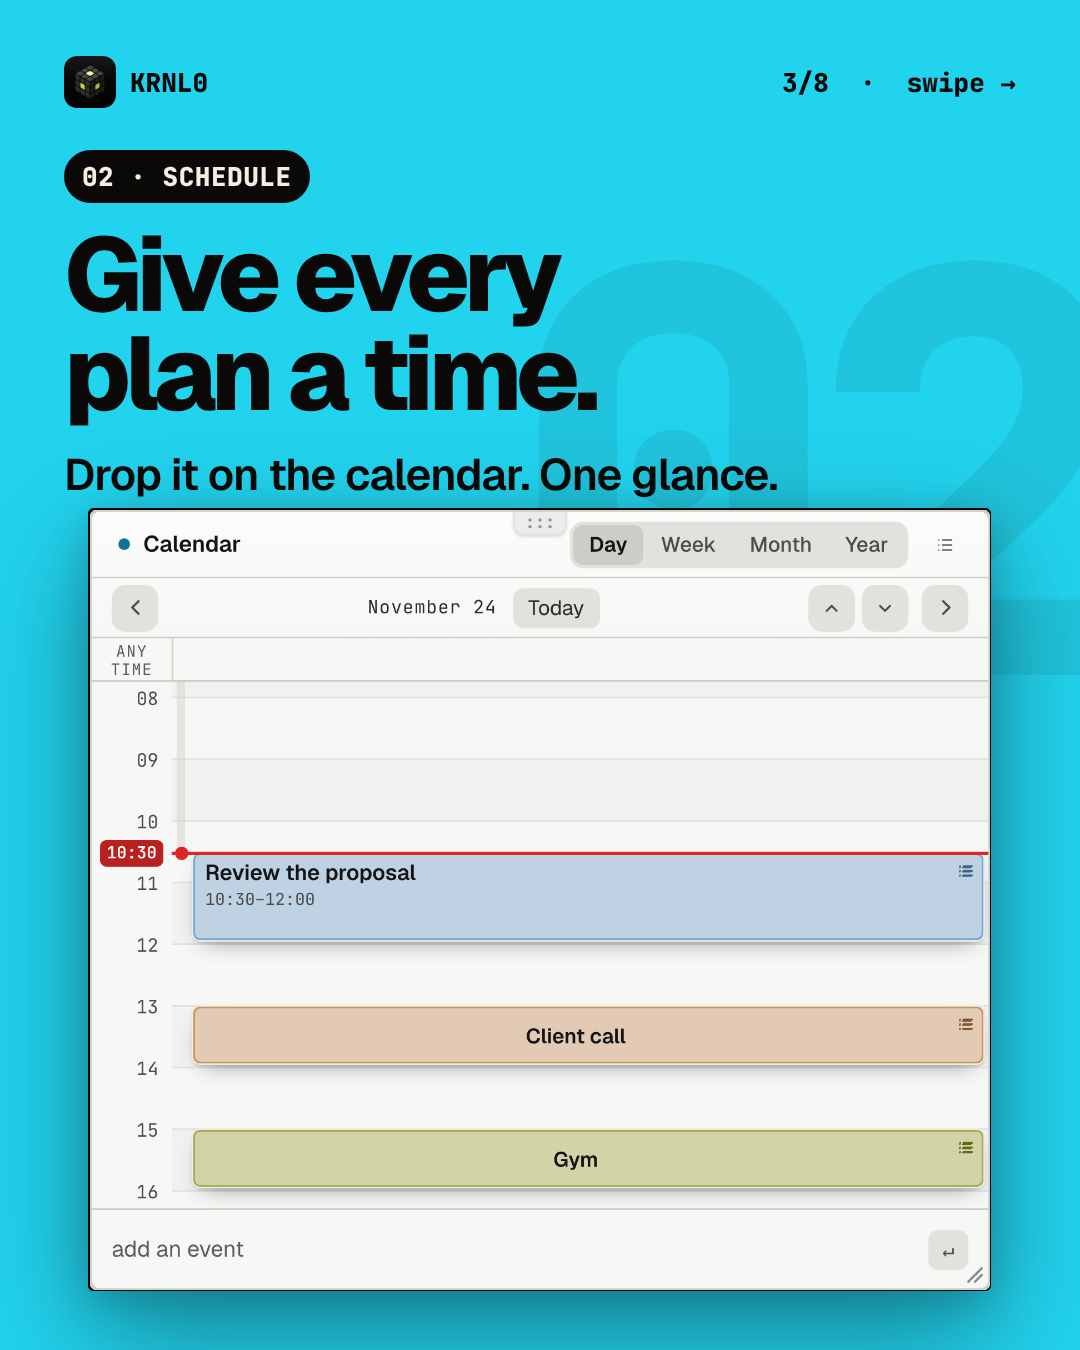 KRNL0
3/8 · swipe →
02 · SCHEDULE
02
Give every
plan a time.
Drop it on the calendar. One glance.
Calendar
Day Week Month Year
November 24 Today
ANY
TIME
08
09
10
10:30
Review the proposal
11
10:30–12:00
12
13
Client call
14
15
Gym
16
add an event